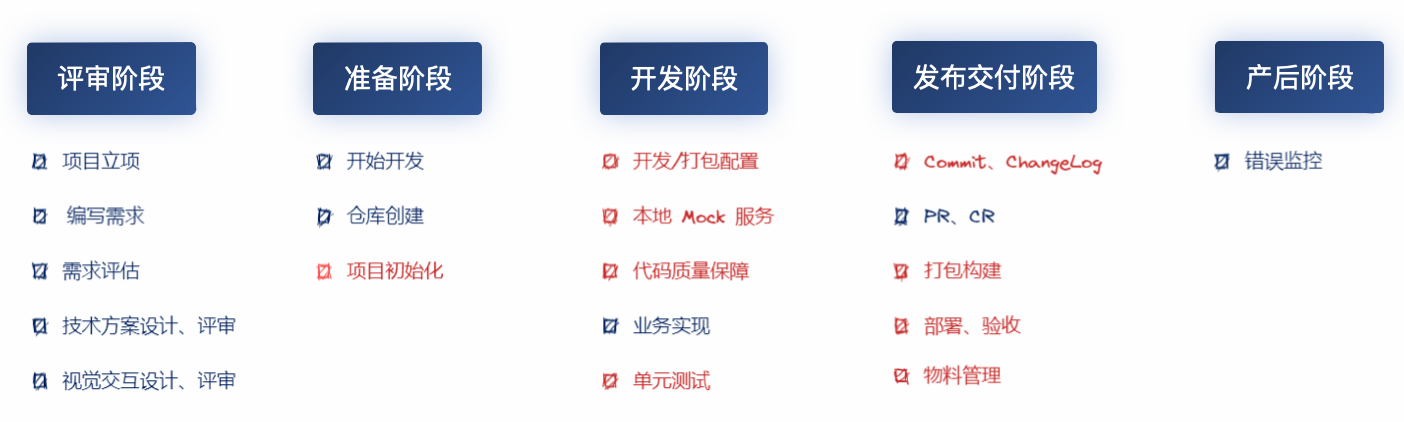 评审阶段
项目立项
编写需求
需求评估
技术方案设计、评审
视觉交互设计、评审
准备阶段
开始开发
仓库创建
项目初始化
开发阶段
开发/打包配置
本地 Mock 服务
代码质量保障
业务实现
单元测试
发布交付阶段
Commit、ChangeLog
PR、CR
打包构建
部署、验收
物料管理
产后阶段
错误监控